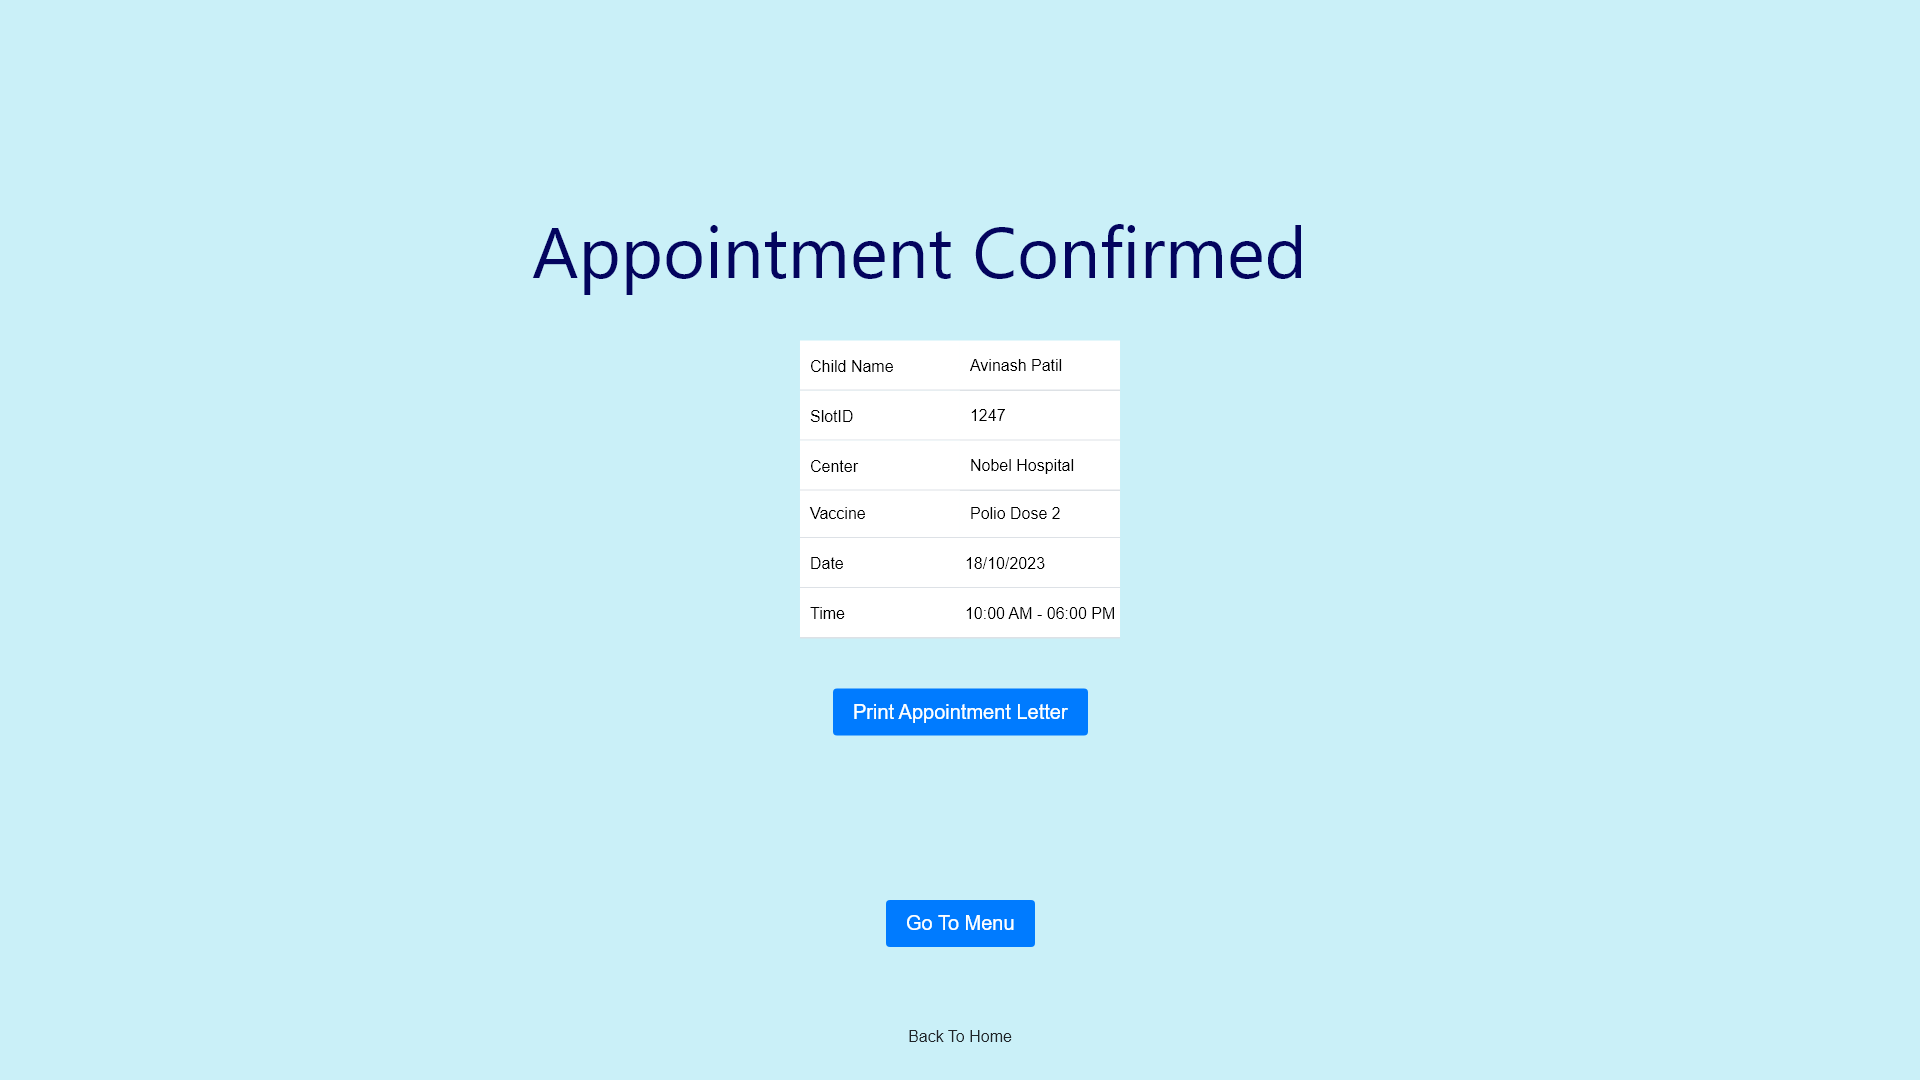 Appointment Confirmed
Child Name Avinash Patil
SlotID 1247
Center Nobel Hospital
Vaccine Polio Dose 2
Date 18/10/2023
Time 10:00 AM - 06:00 PM
Print Appointment Letter
Go To Menu
Back To Home